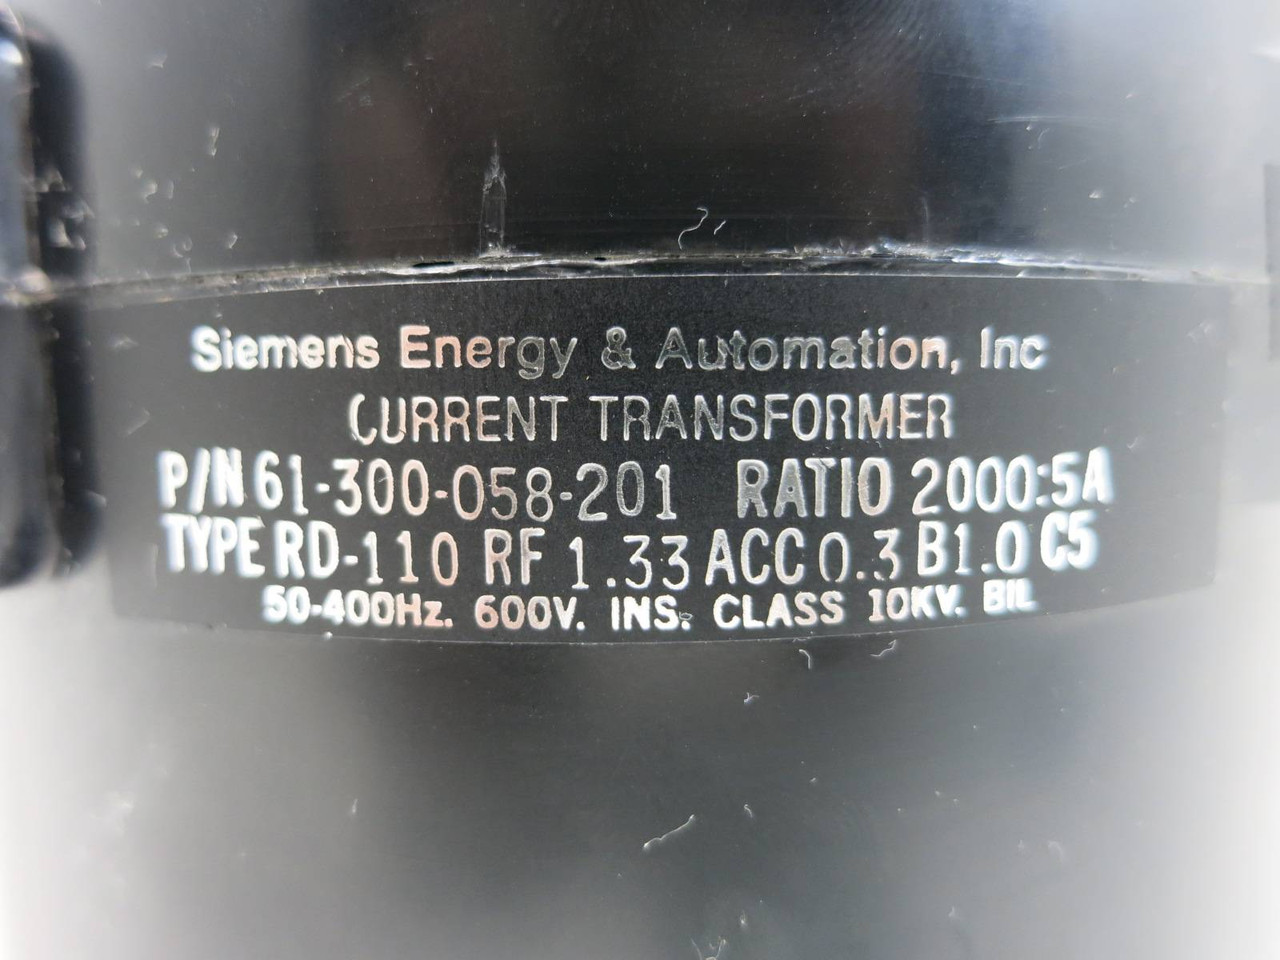 Siemens Energy & Automation, Inc
CURRENT TRANSFORMER
P/N 61-300-058-201 RATIO 2000:5A
TYPE RD-110 RF 1.33 ACC 0.3 B1.0 C5
50-400Hz. 600V. INS. CLASS 10KV. BIL